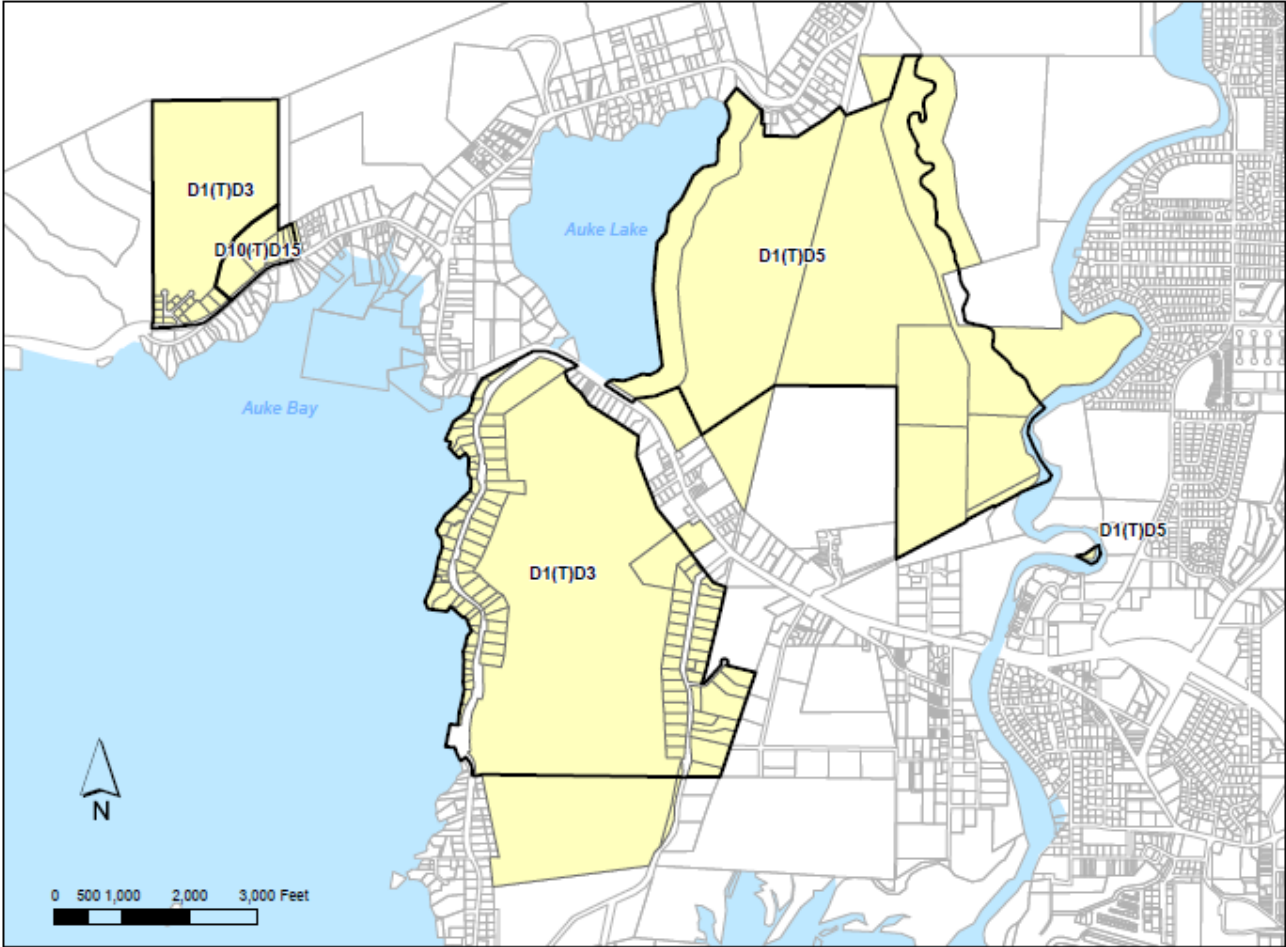 D1(T)D3
D10(T)D15
Auke Lake
D1(T)D5
Auke Bay
D1(T)D5
D1(T)D3
N
0 500 1,000 2,000 3,000 Feet